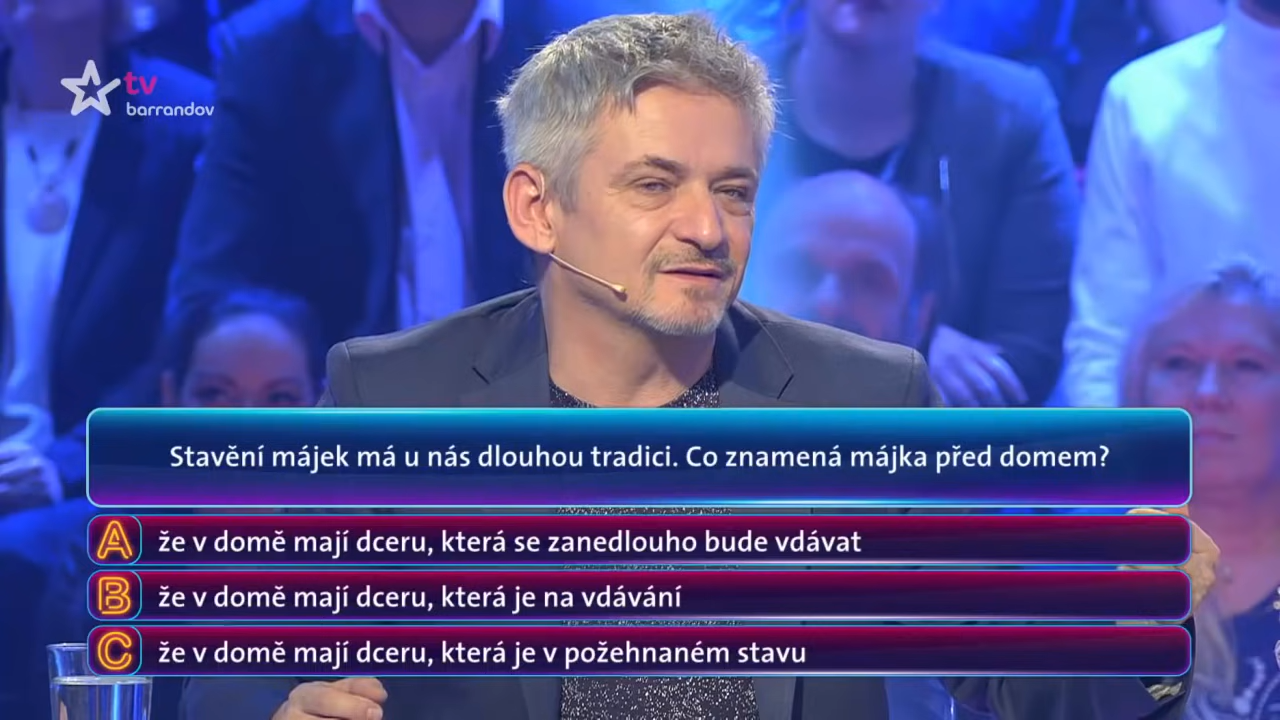 tv
barrandov
Stavění májek má u nás dlouhou tradici. Co znamená májka před domem?
A že v domě mají dceru, která se zanedlouho bude vdávat
B že v domě mají dceru, která je na vdávání
C že v domě mají dceru, která je v požehnaném stavu